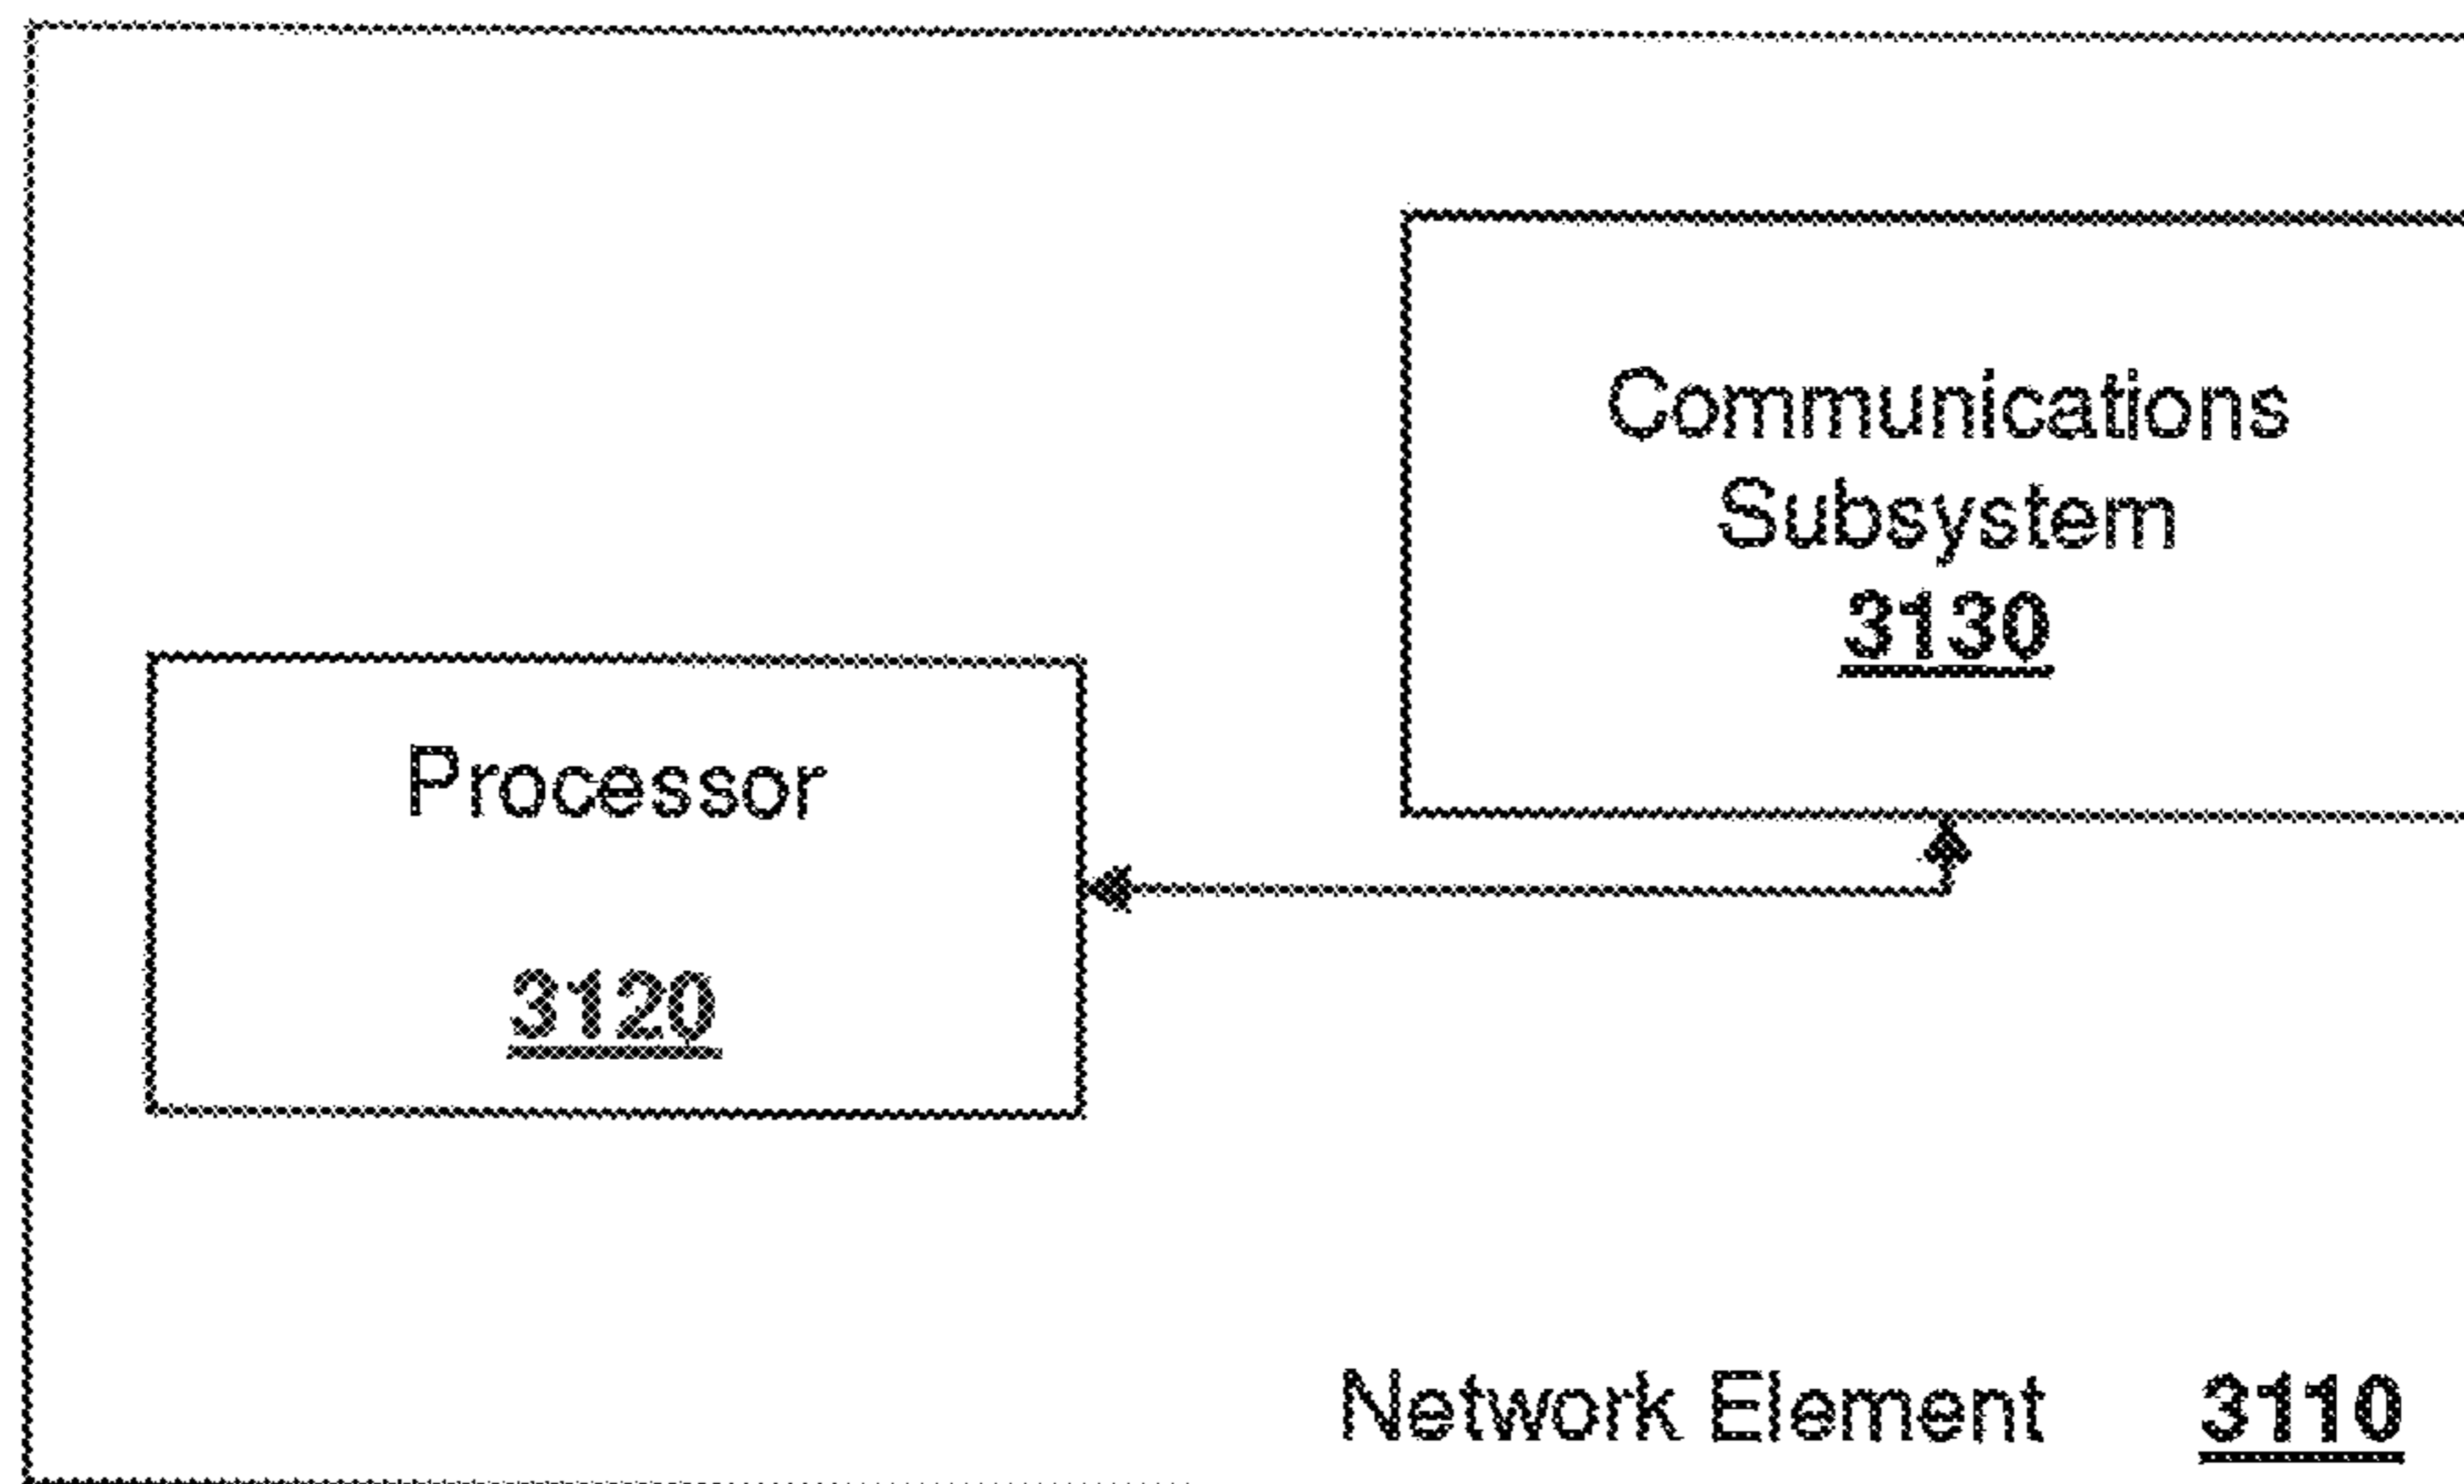 Communications
Subsystem
3130
Processor
3120
Network Element 3110